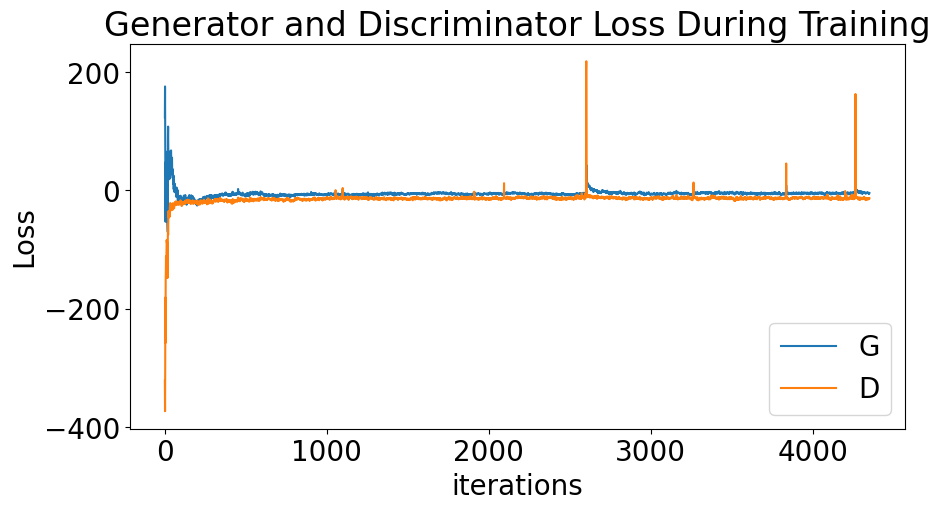 Generator and Discriminator Loss During Training
200
0
−200
−400
Loss
0 1000 2000 3000 4000
iterations
G
D